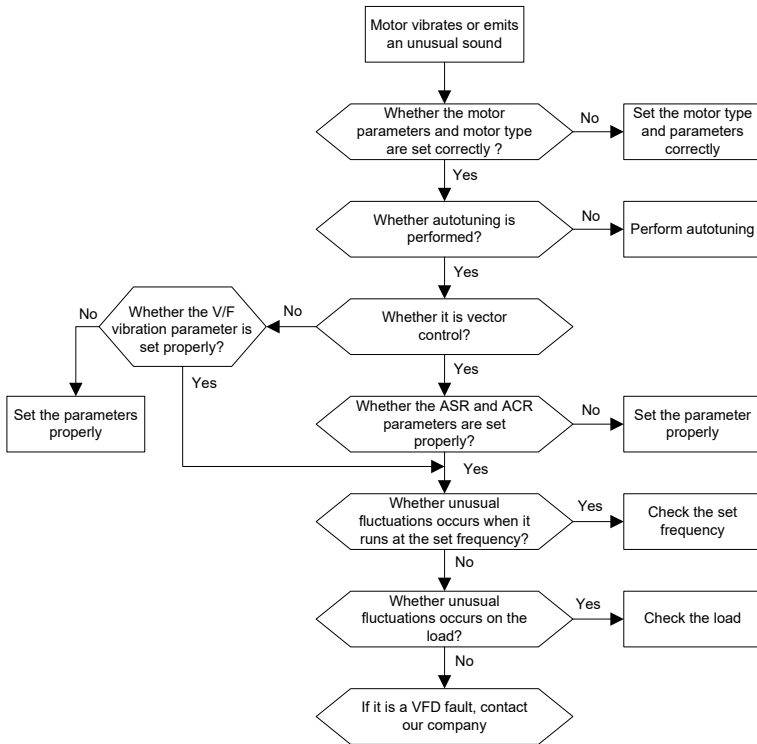 Motor vibrates or emits
an unusual sound
Whether the motor
parameters and motor type
are set correctly ?
No
Set the motor type
and parameters
correctly
Yes
Whether autotuning is
performed?
No
Perform autotuning
Yes
Whether it is vector
control?
No
Whether the V/F
vibration parameter is
set properly?
No
Set the parameters
properly
Yes
Yes
Whether the ASR and ACR
parameters are set
properly?
No
Set the parameter
properly
Yes
Whether unusual
fluctuations occurs when it
runs at the set frequency?
Yes
Check the set
frequency
No
Whether unusual
fluctuations occurs on the
load?
Yes
Check the load
No
If it is a VFD fault, contact
our company